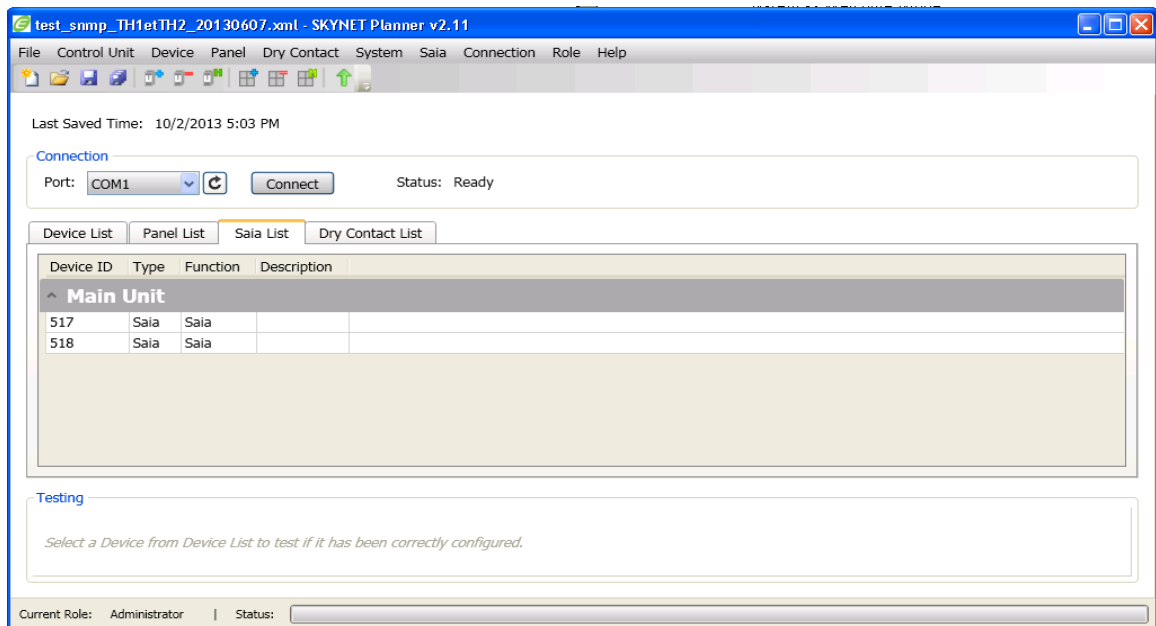 test_snmp_TH1etTH2_20130607.xml - SKYNET Planner v2.11
File Control Unit Device Panel Dry Contact System Saia Connection Role Help
Last Saved Time: 10/2/2013 5:03 PM
Connection
Port: COM1 Connect Status: Ready
Device List Panel List Saia List Dry Contact List
Device ID Type Function Description
Main Unit
517 Saia Saia
518 Saia Saia
Testing
Select a Device from Device List to test if it has been correctly configured.
Current Role: Administrator | Status: